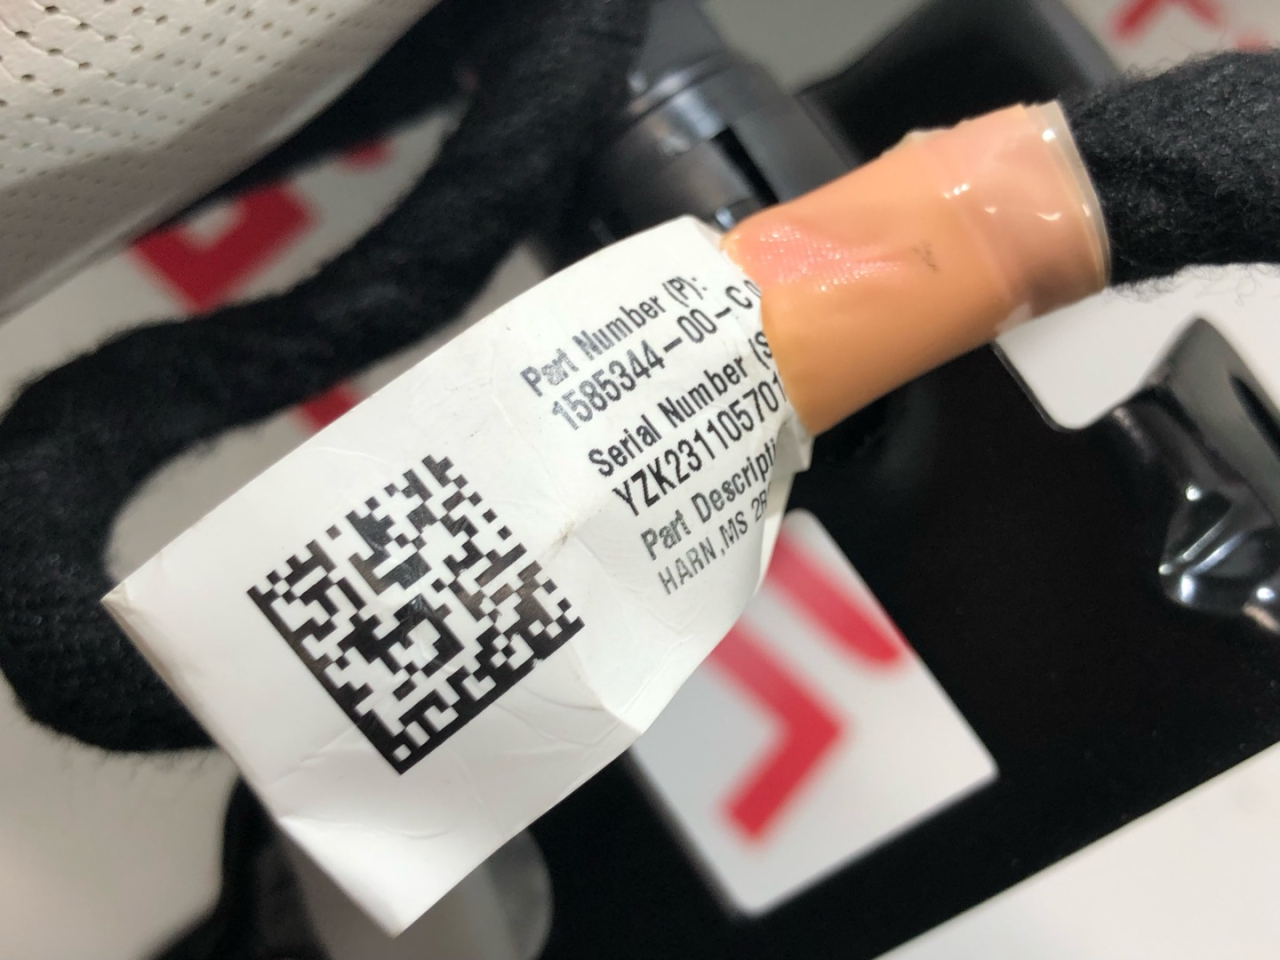 Part Number (P):
1585344-00-C
Serial Number (S
YZK231105701
Part Descripti
HARN,MS 2R